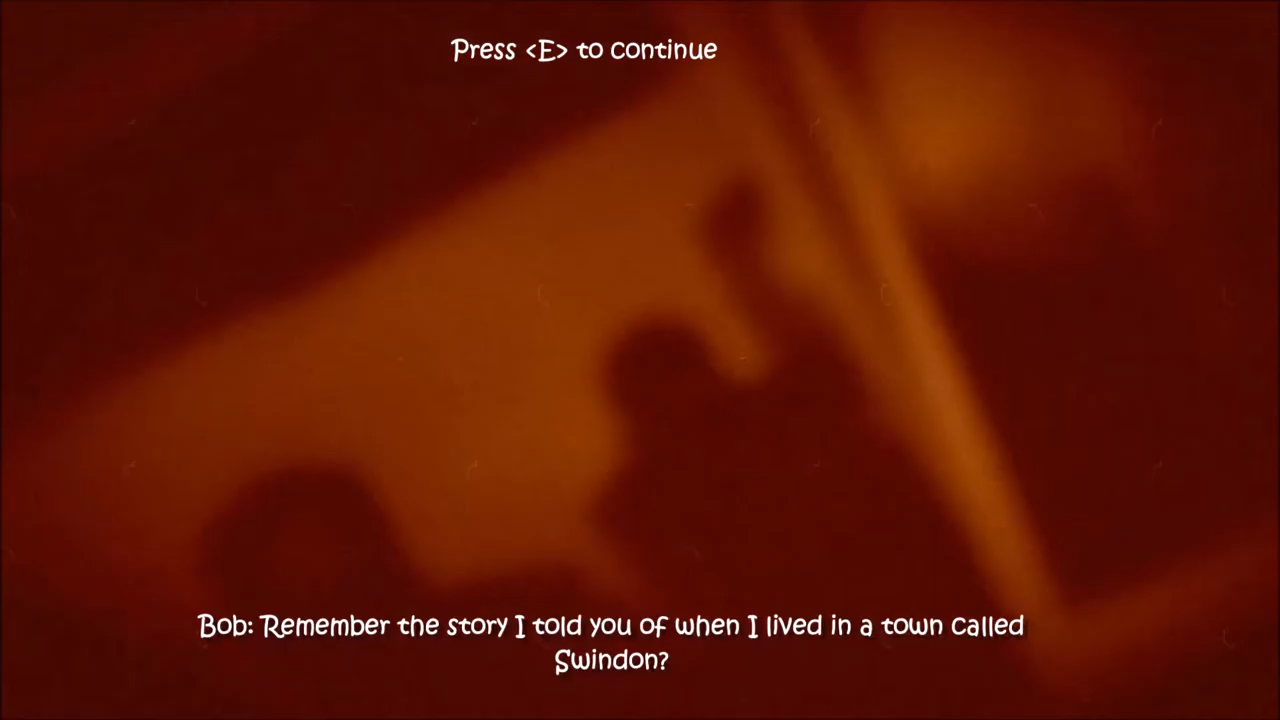 Press <E> to continue
Bob: Remember the story I told you of when I lived in a town called
Swindon?